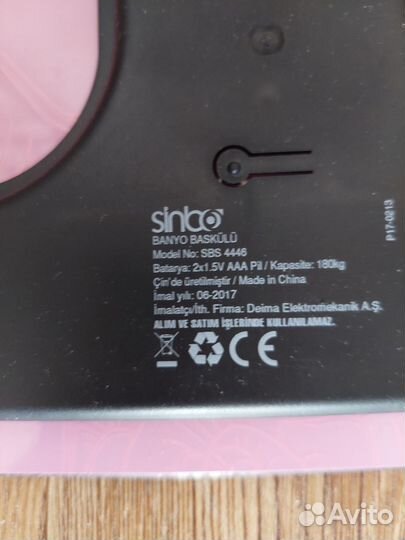 sinbo
BANYO BASKÜLÜ
Model No: SBS 4446
Batarya: 2x1.5V AAA Pil / Kapasite: 180kg
Çin'de üretilmiştir / Made in China
İmal yılı: 06-2017
İmalatçı/İth. Firma: Deima Elektromekanik A.Ş.
ALIM VE SATIM İŞLERİNDE KULLANILAMAZ.
CE
P17-0213
Avito